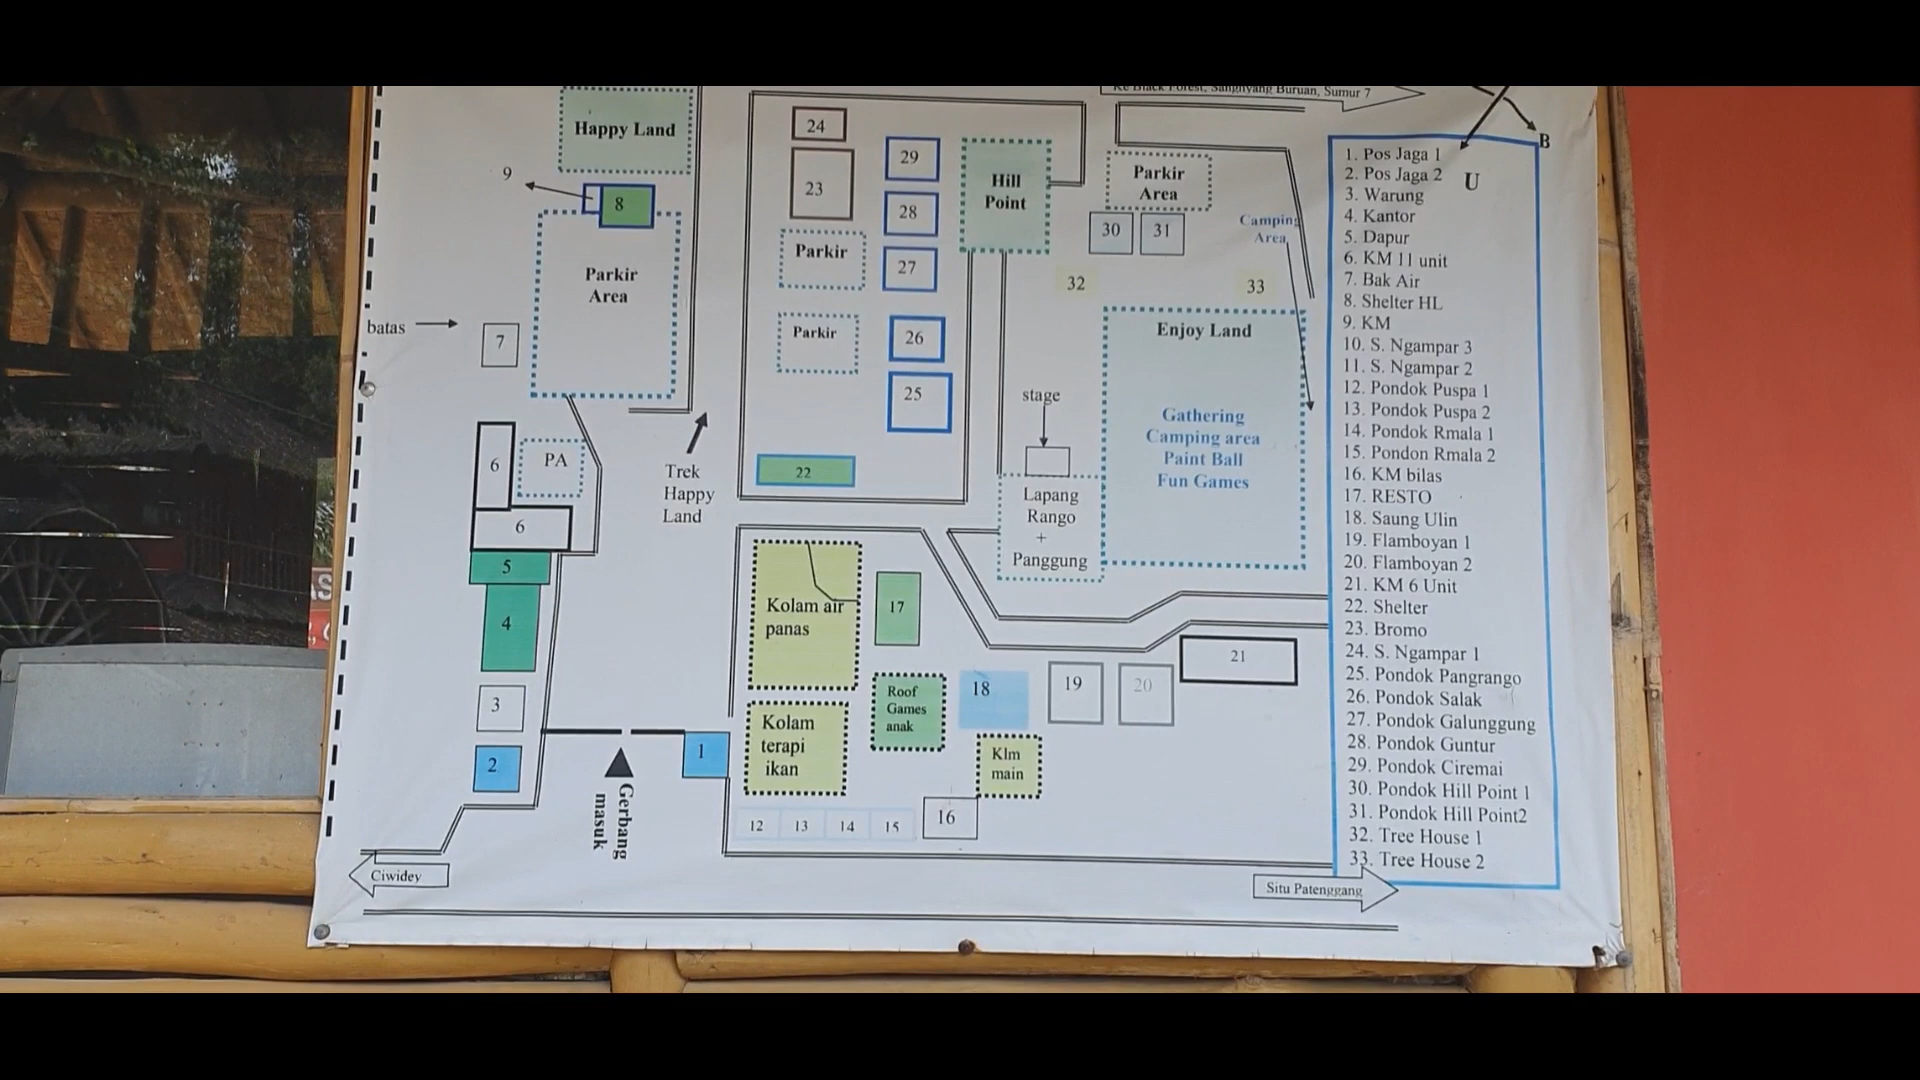 Ke Black Forest, Sanghyang Buruan, Sumur 7
B
U
Happy Land
9
8
Parkir
Area
batas
7
6
PA
6
5
4
3
2
1
Gerbang
masuk
Trek
Happy
Land
24
23
29
28
27
26
25
Parkir
Parkir
22
Hill
Point
Parkir
Area
30
31
Camping
Area
32
33
Enjoy Land
Gathering
Camping area
Paint Ball
Fun Games
stage
Lapang
Rango
+
Panggung
Kolam air
panas
17
Kolam
terapi
ikan
Roof
Games
anak
18
19
20
21
Klm
main
12
13
14
15
16
Ciwidey
Situ Patenggang
1. Pos Jaga 1
2. Pos Jaga 2
3. Warung
4. Kantor
5. Dapur
6. KM 11 unit
7. Bak Air
8. Shelter HL
9. KM
10. S. Ngampar 3
11. S. Ngampar 2
12. Pondok Puspa 1
13. Pondok Puspa 2
14. Pondok Rmala 1
15. Pondon Rmala 2
16. KM bilas
17. RESTO
18. Saung Ulin
19. Flamboyan 1
20. Flamboyan 2
21. KM 6 Unit
22. Shelter
23. Bromo
24. S. Ngampar 1
25. Pondok Pangrango
26. Pondok Salak
27. Pondok Galunggung
28. Pondok Guntur
29. Pondok Ciremai
30. Pondok Hill Point 1
31. Pondok Hill Point2
32. Tree House 1
33. Tree House 2